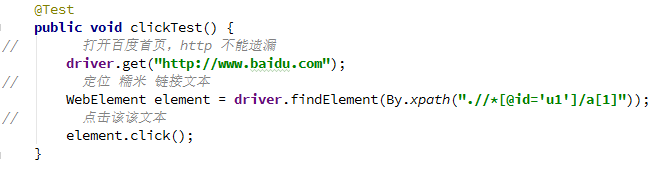 @Test
public void clickTest() {
// 打开百度首页，http 不能遗漏
driver.get("http://www.baidu.com");
// 定位 糯米 链接文本
WebElement element = driver.findElement(By.xpath(".//*[@id='u1']/a[1]"));
// 点击该该文本
element.click();
}